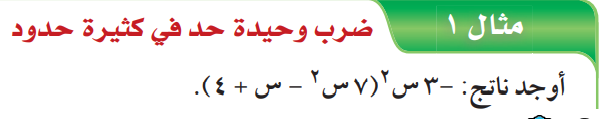 مثال ١ ضرب وحيدة حد في كثيرة حدود
أوجد ناتج: -٣ س٢(٧ س٢ - س + ٤).